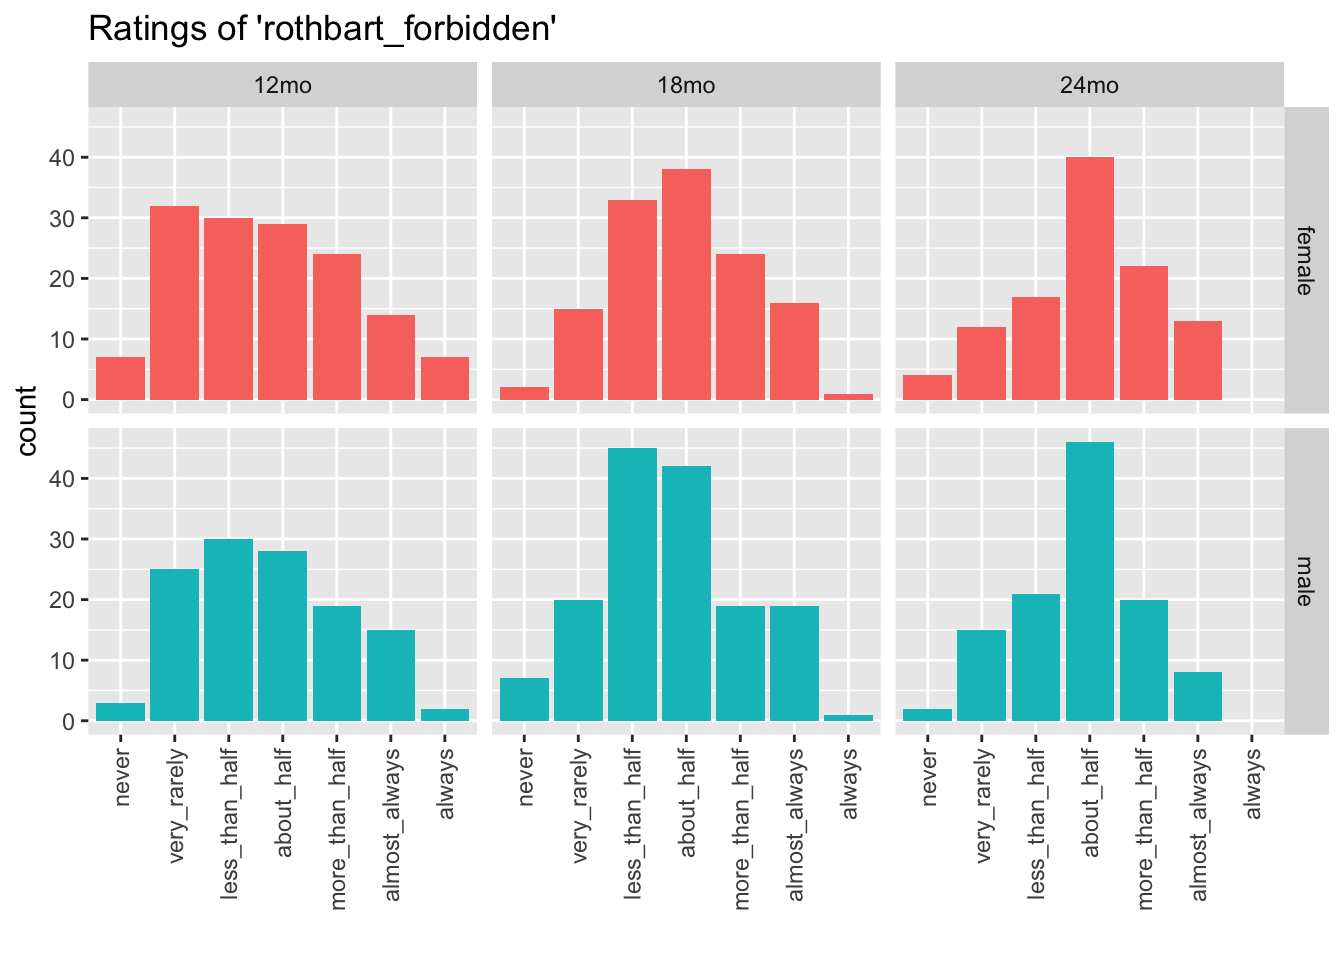 Ratings of 'rothbart_forbidden'
12mo 18mo 24mo
40
30
20
10
0
female
40
30
20
10
0
male
count
never very_rarely less_than_half about_half more_than_half almost_always always never very_rarely less_than_half about_half more_than_half almost_always always never very_rarely less_than_half about_half more_than_half almost_always always